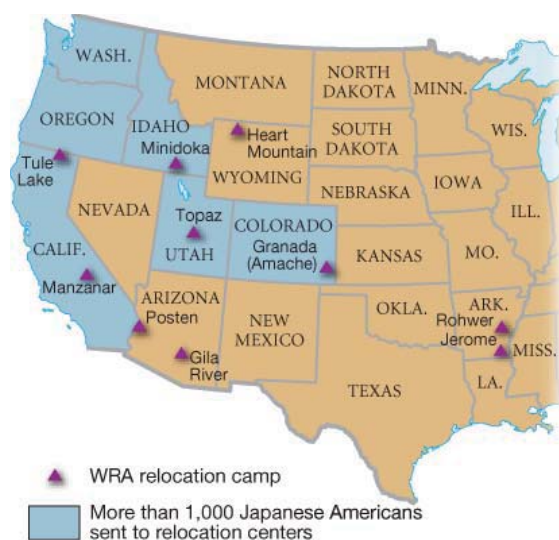 WASH.
MONTANA
NORTH
DAKOTA
MINN.
OREGON
IDAHO
Minidoka
Heart
Mountain
SOUTH
DAKOTA
WIS.
Tule
Lake
WYOMING
IOWA
NEBRASKA
NEVADA
Topaz
UTAH
COLORADO
Granada
(Amache)
ILL.
CALIF.
KANSAS
MO.
Manzanar
ARIZONA
Posten
Gila
River
NEW
MEXICO
OKLA.
ARK.
Rohwer
Jerome
MISS.
TEXAS
LA.
WRA relocation camp
More than 1,000 Japanese Americans
sent to relocation centers